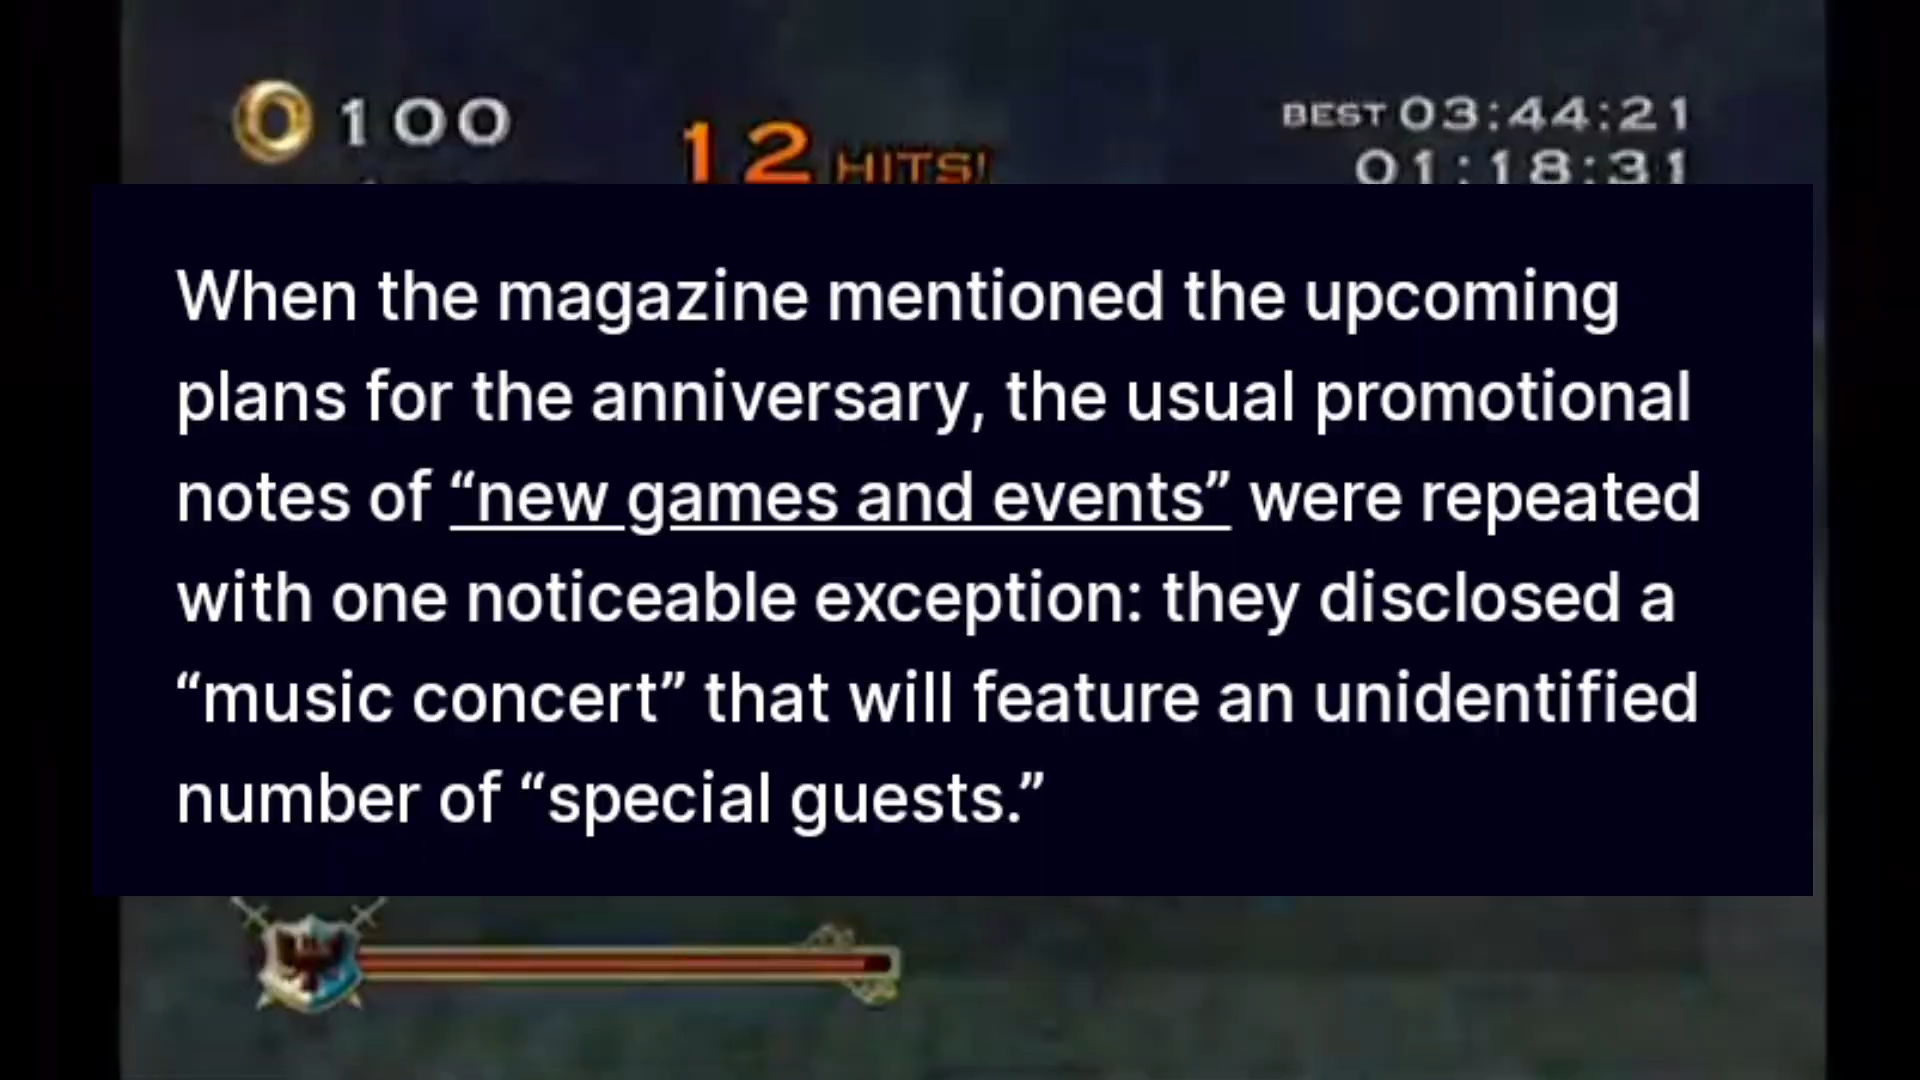 100
12 HITS!
BEST 03:44:21
01:18:31
When the magazine mentioned the upcoming
plans for the anniversary, the usual promotional
notes of “new games and events” were repeated
with one noticeable exception: they disclosed a
“music concert” that will feature an unidentified
number of “special guests.”